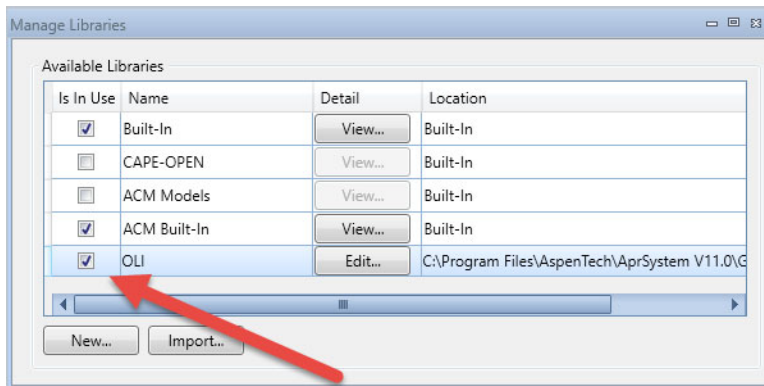 Manage Libraries
Available Libraries
Is In Use Name Detail Location
Built-In View... Built-In
CAPE-OPEN View... Built-In
ACM Models View... Built-In
ACM Built-In View... Built-In
OLI Edit... C:\Program Files\AspenTech\AprSystem V11.0\G
New... Import...